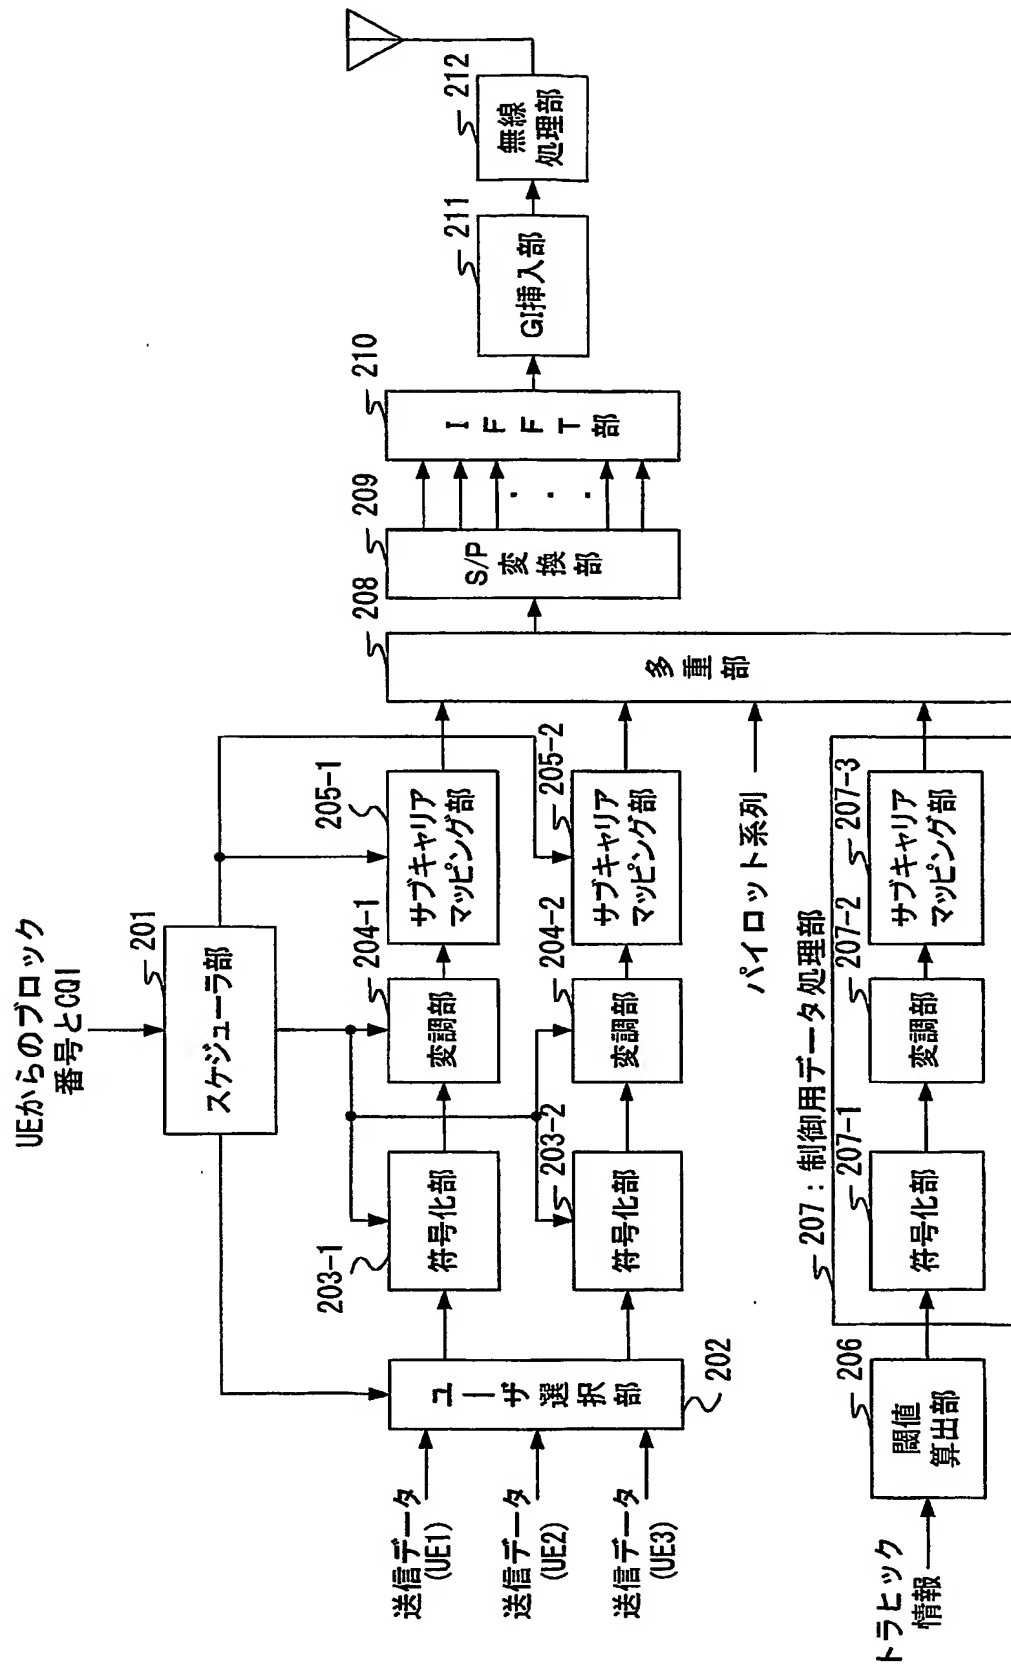 UEからのブロック
番号とCQI
201
スケジューラ部
送信データ
(UE1)
送信データ
(UE2)
送信データ
(UE3)
ユーザ選択部
202
203-1
符号化部
204-1
変調部
205-1
サブキャリア
マッピング部
203-2
符号化部
204-2
変調部
205-2
サブキャリア
マッピング部
パイロット系列
トラヒック
情報
206
閾値
算出部
207：制御用データ処理部
207-1
符号化部
207-2
変調部
207-3
サブキャリア
マッピング部
208
多重部
209
S/P
変換部
210
IFFT部
211
GI挿入部
212
無線
処理部